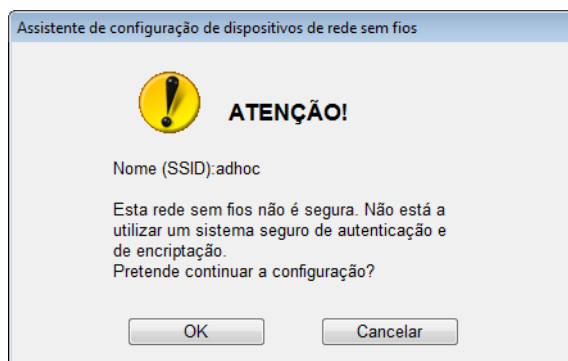 Assistente de configuração de dispositivos de rede sem fios
ATENÇÃO!
Nome (SSID):adhoc
Esta rede sem fios não é segura. Não está a
utilizar um sistema seguro de autenticação e
de encriptação.
Pretende continuar a configuração?
OK
Cancelar